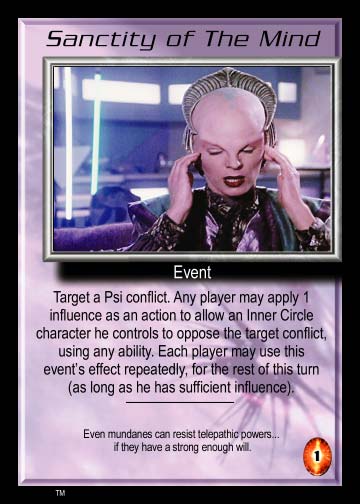 Sanctity of The Mind
Event
Target a Psi conflict. Any player may apply 1
influence as an action to allow an Inner Circle
character he controls to oppose the target conflict,
using any ability. Each player may use this
event's effect repeatedly, for the rest of this turn
(as long as he has sufficient influence).
Even mundanes can resist telepathic powers...
if they have a strong enough will.
1
TM